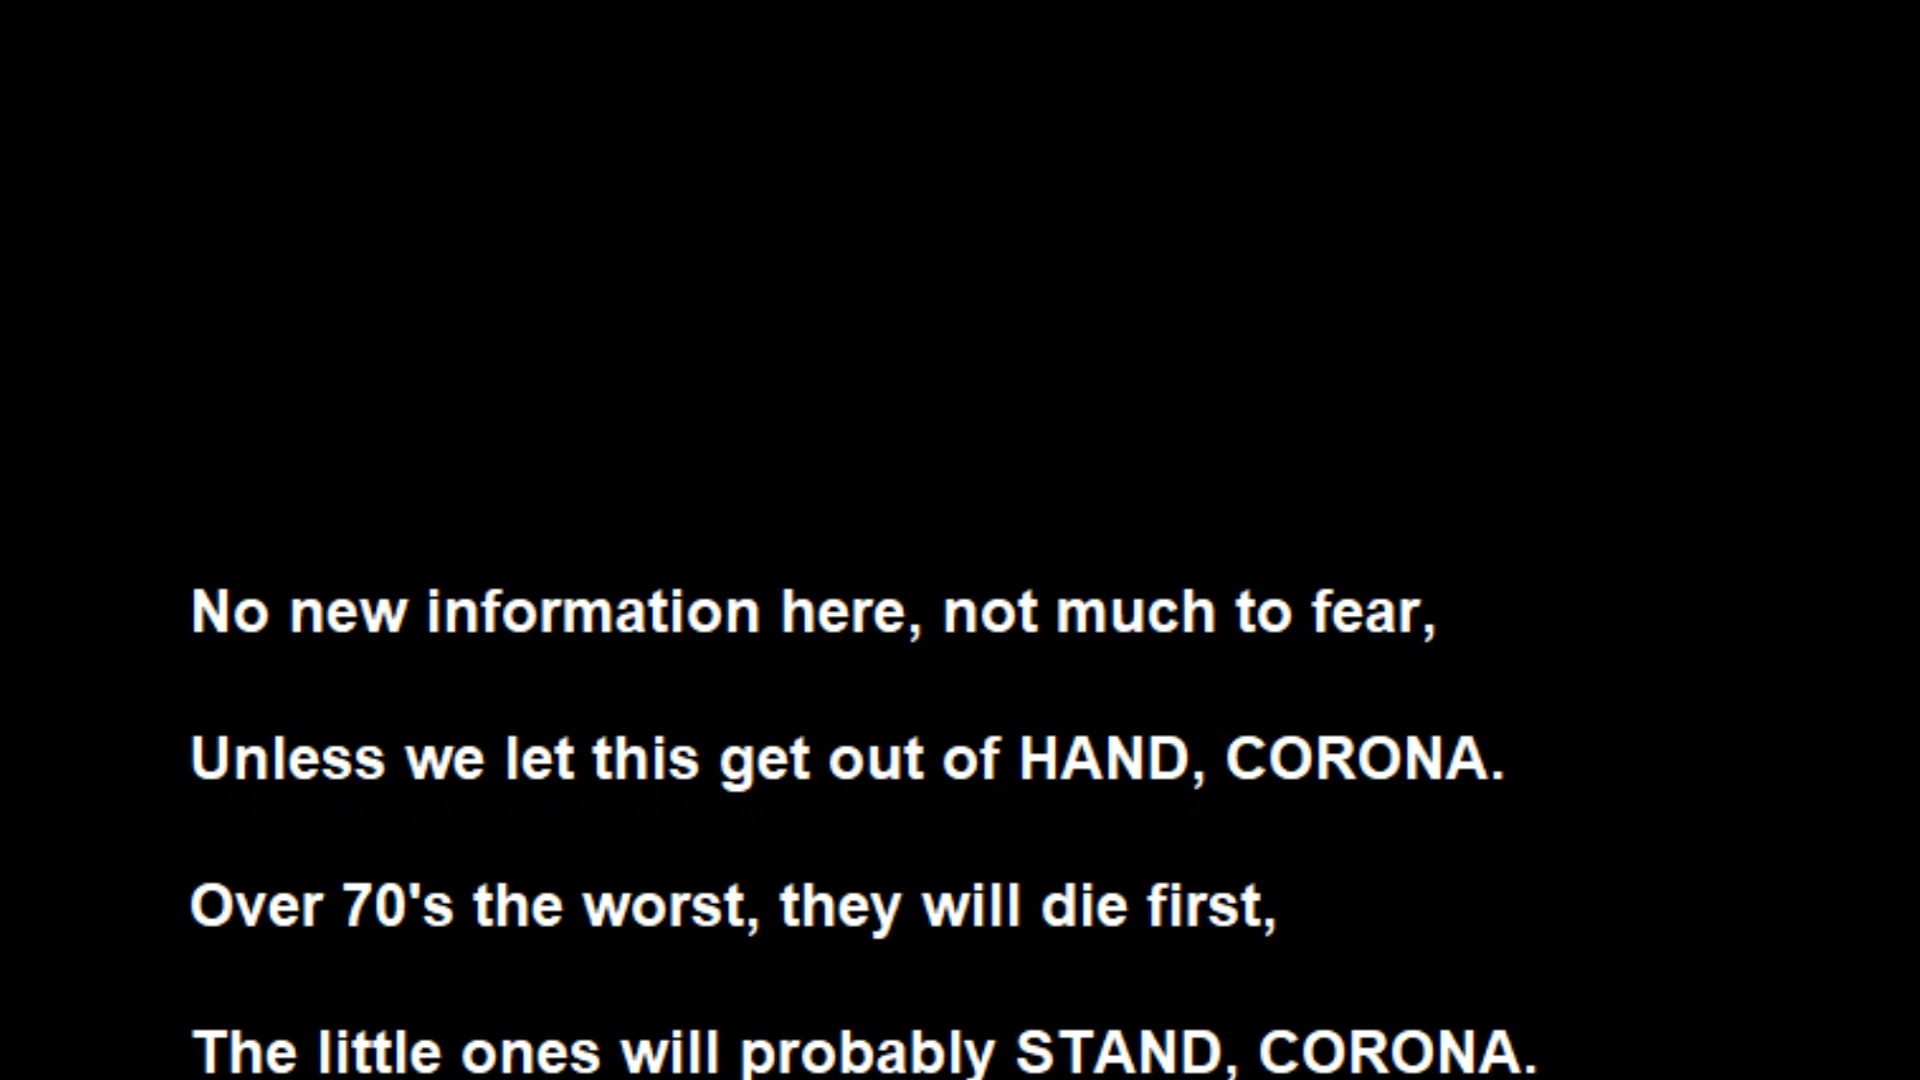 No new information here, not much to fear,
Unless we let this get out of HAND, CORONA.
Over 70's the worst, they will die first,
The little ones will probably STAND, CORONA.